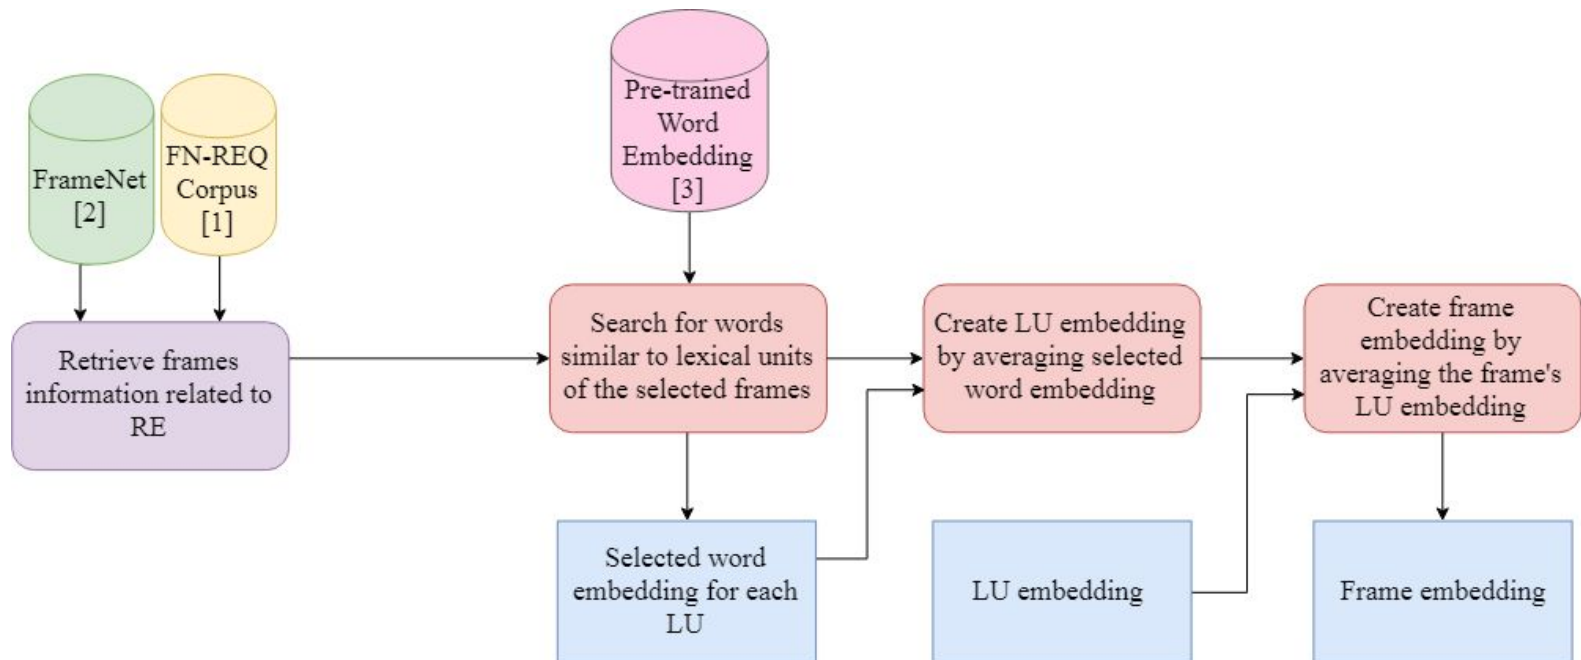 FrameNet
[2]
FN-REQ
Corpus
[1]
Pre-trained
Word
Embedding
[3]
Retrieve frames
information related to
RE
Search for words
similar to lexical units
of the selected frames
Create LU embedding
by averaging selected
word embedding
Create frame
embedding by
averaging the frame's
LU embedding
Selected word
embedding for each
LU
LU embedding
Frame embedding